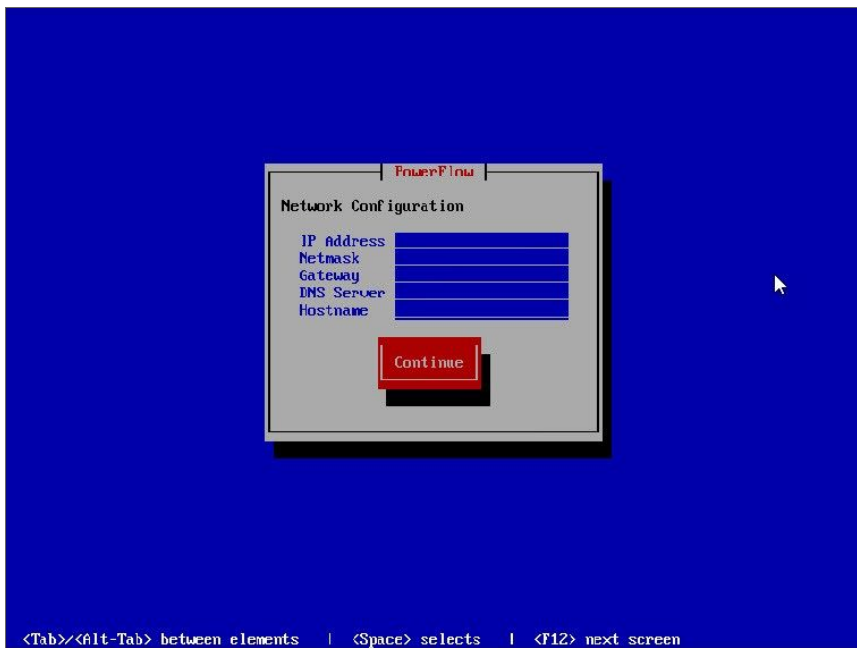 PowerFlow
Network Configuration
IP Address
Netmask
Gateway
DNS Server
Hostname
Continue
<Tab>/<Alt-Tab> between elements | <Space> selects | <F12> next screen